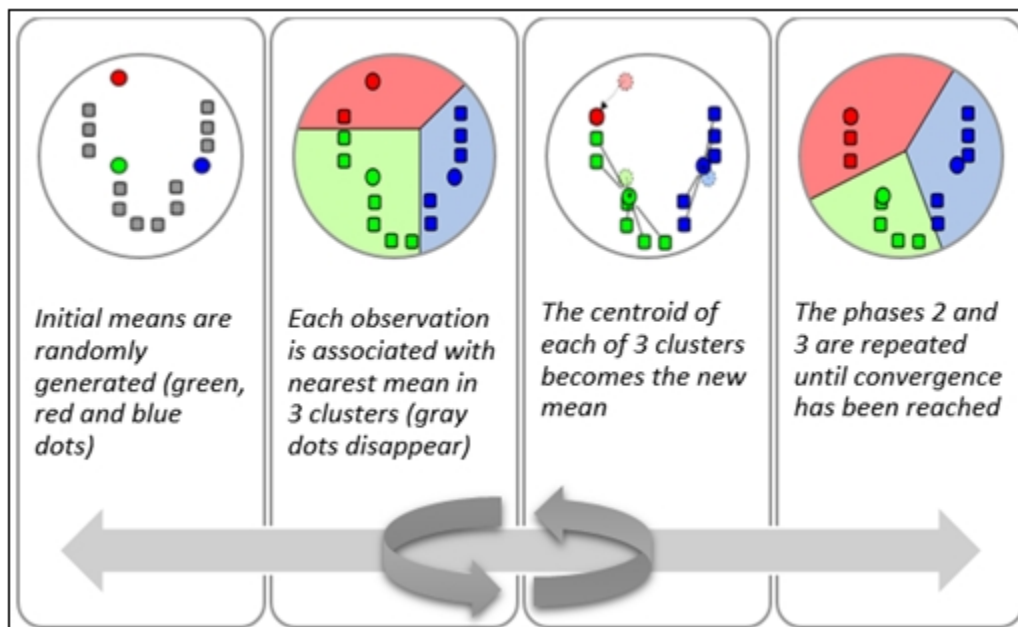 Initial means are
randomly
generated (green,
red and blue
dots)
Each observation
is associated with
nearest mean in
3 clusters (gray
dots disappear)
The centroid of
each of 3 clusters
becomes the new
mean
The phases 2 and
3 are repeated
until convergence
has been reached